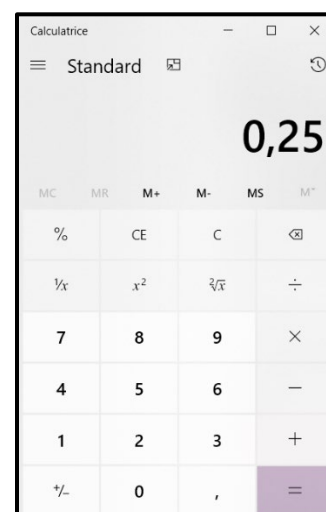 Calculatrice
Standard
0,25
MC MR M+ M- MS M˅
% CE C
¹/x x² ²√x ÷
7 8 9 ×
4 5 6 −
1 2 3 +
+/− 0 , =